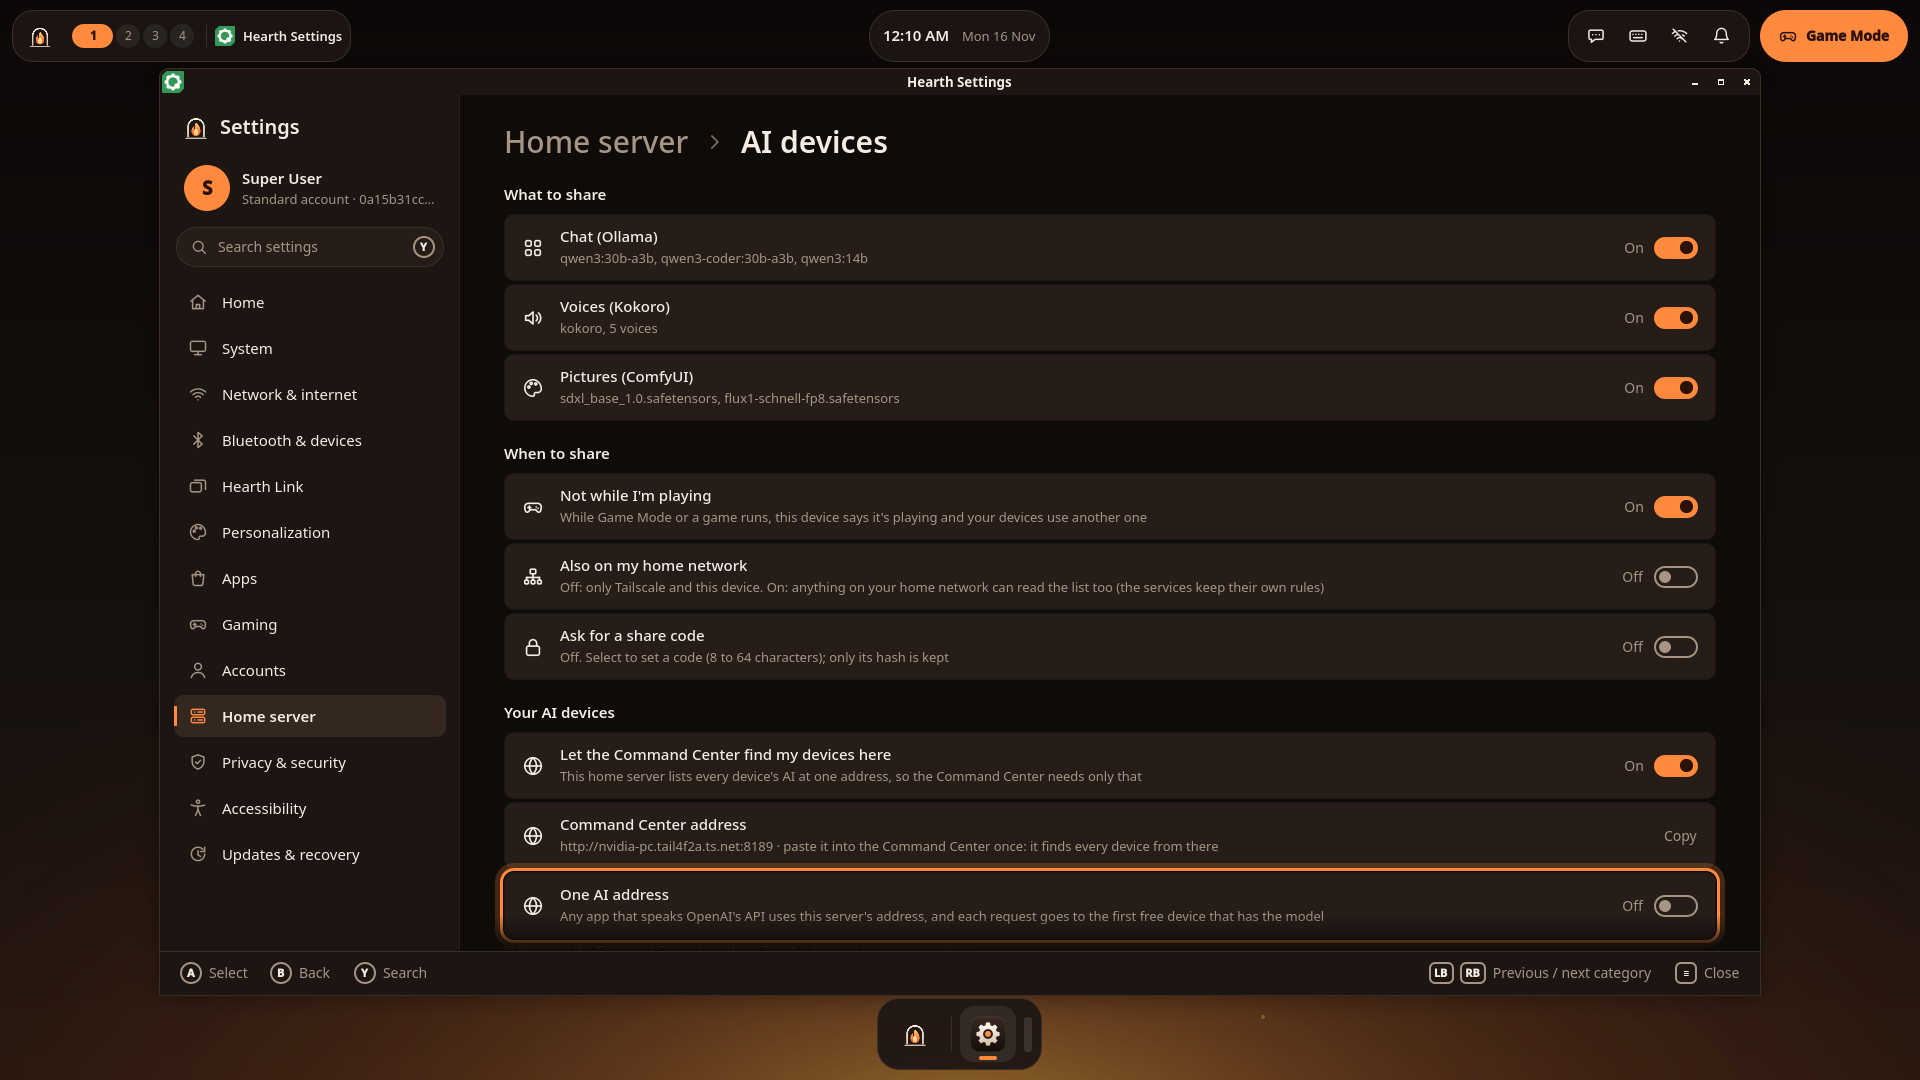 1
2
3
4
Hearth Settings
12:10 AM Mon 16 Nov
Game Mode
Hearth Settings
Settings
S
Super User
Standard account · 0a15b31cc...
Search settings
Y
Home
System
Network & internet
Bluetooth & devices
Hearth Link
Personalization
Apps
Gaming
Accounts
Home server
Privacy & security
Accessibility
Updates & recovery
Home server > AI devices
What to share
Chat (Ollama)
qwen3:30b-a3b, qwen3-coder:30b-a3b, qwen3:14b
On
Voices (Kokoro)
kokoro, 5 voices
On
Pictures (ComfyUI)
sdxl_base_1.0.safetensors, flux1-schnell-fp8.safetensors
On
When to share
Not while I'm playing
While Game Mode or a game runs, this device says it's playing and your devices use another one
On
Also on my home network
Off: only Tailscale and this device. On: anything on your home network can read the list too (the services keep their own rules)
Off
Ask for a share code
Off. Select to set a code (8 to 64 characters); only its hash is kept
Off
Your AI devices
Let the Command Center find my devices here
This home server lists every device's AI at one address, so the Command Center needs only that
On
Command Center address
http://nvidia-pc.tail4f2a.ts.net:8189 · paste it into the Command Center once: it finds every device from there
Copy
One AI address
Any app that speaks OpenAI's API uses this server's address, and each request goes to the first free device that has the model
Off
A Select
B Back
Y Search
LB RB Previous / next category
≡ Close